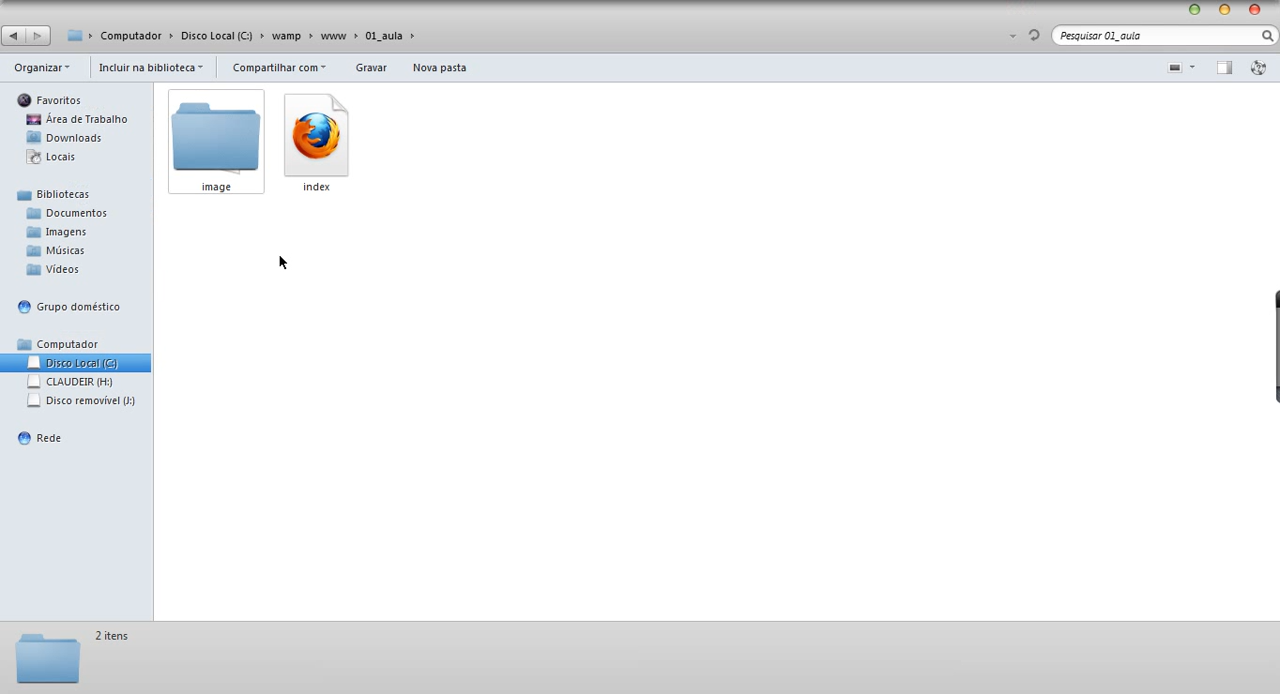 Computador Disco Local (C:) wamp www 01_aula
Pesquisar 01_aula
Organizar Incluir na biblioteca Compartilhar com Gravar Nova pasta
Favoritos
Área de Trabalho
Downloads
Locais
Bibliotecas
Documentos
Imagens
Músicas
Vídeos
Grupo doméstico
Computador
Disco Local (C:)
CLAUDEIR (H:)
Disco removível (J:)
Rede
image
index
2 itens